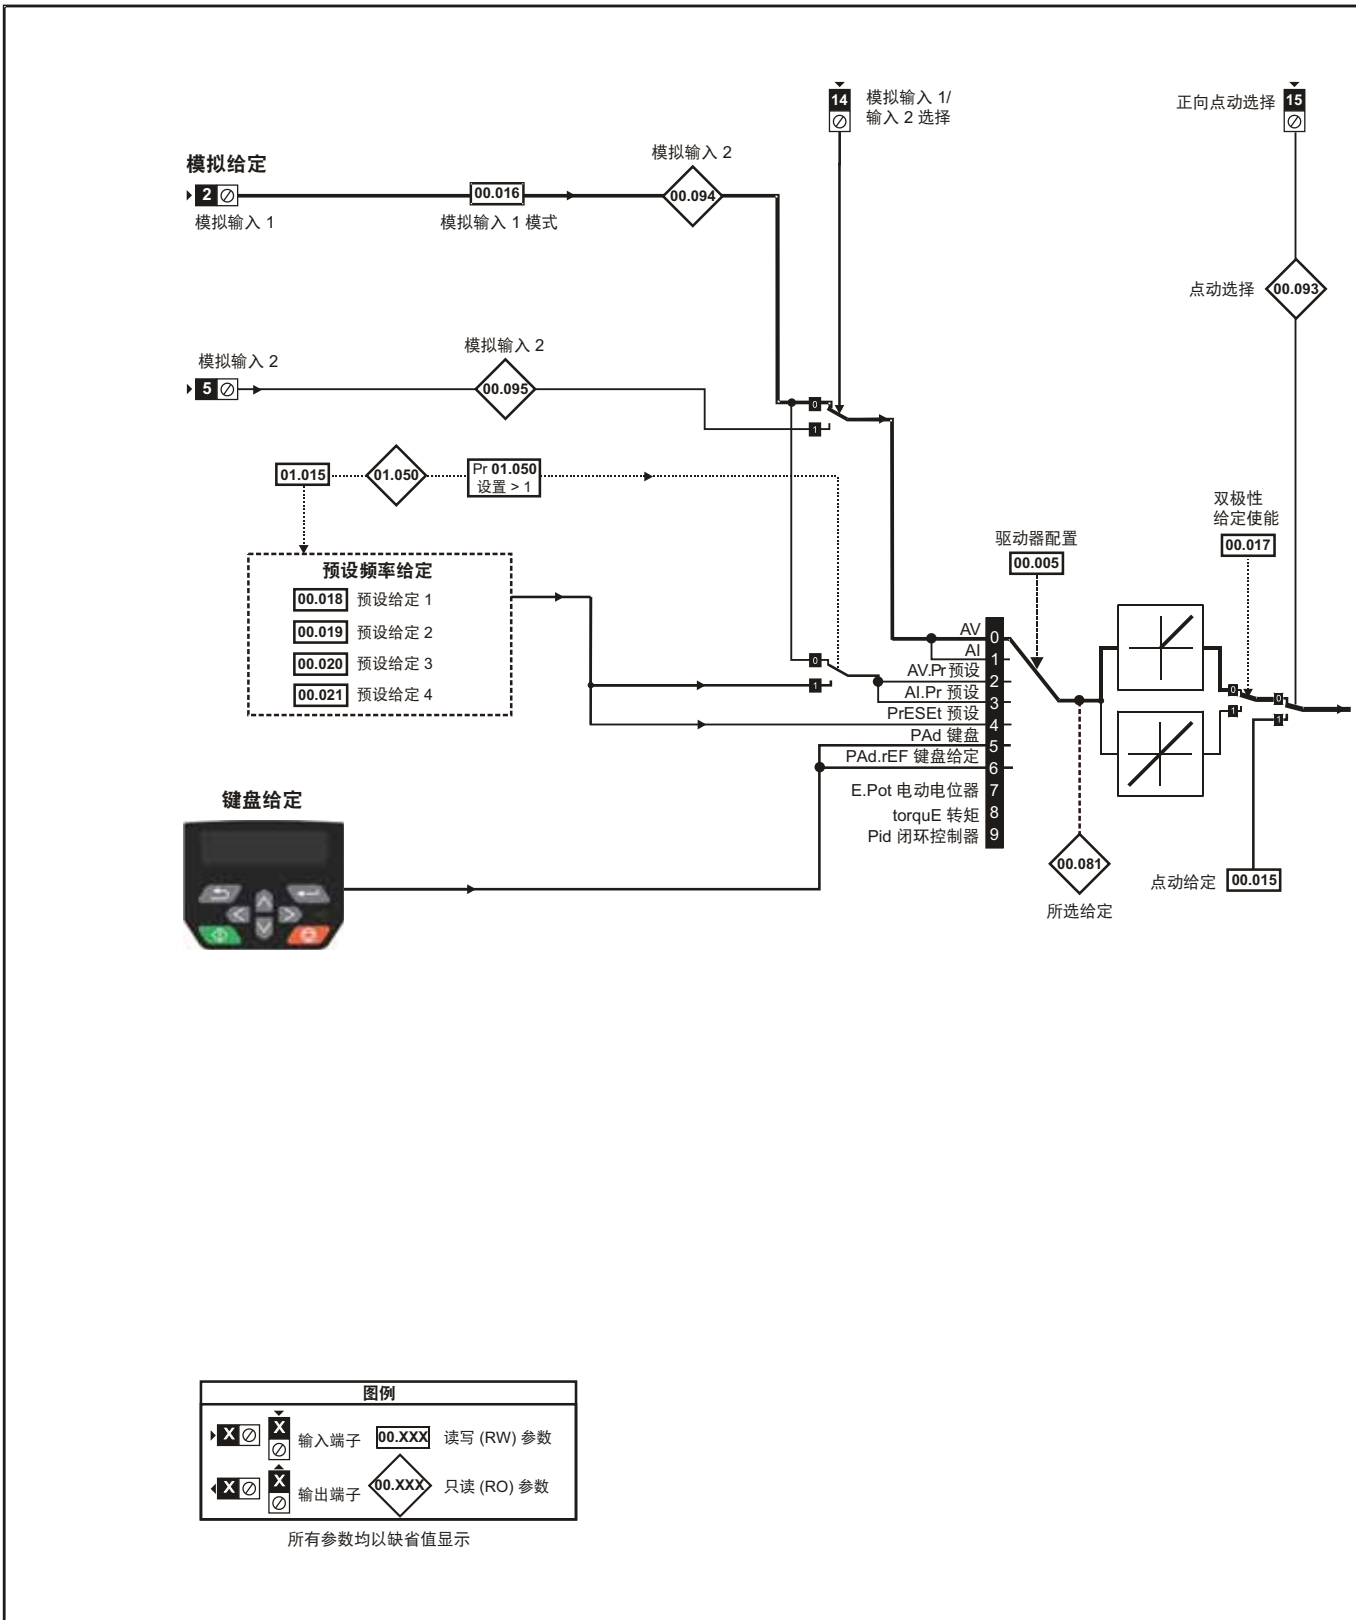 14
模拟输入 1/
输入 2 选择
正向点动选择
15
模拟给定
模拟输入 2
2
00.016
00.094
模拟输入 1
模拟输入 1 模式
点动选择
00.093
模拟输入 2
模拟输入 2
5
00.095
0
1
01.015
01.050
Pr 01.050
设置 > 1
双极性
给定使能
00.017
驱动器配置
00.005
预设频率给定
00.018 预设给定 1
00.019 预设给定 2
00.020 预设给定 3
00.021 预设给定 4
0
1
AV 0
AI 1
AV.Pr 预设 2
AI.Pr 预设 3
PrESEt 预设 4
PAd 键盘 5
PAd.rEF 键盘给定 6
E.Pot 电动电位器 7
torquE 转矩 8
Pid 闭环控制器 9
0
1
0
1
键盘给定
00.081
所选给定
点动给定 00.015
图例
X X 输入端子 00.XXX 读写 (RW) 参数
X X 输出端子 00.XXX 只读 (RO) 参数
所有参数均以缺省值显示